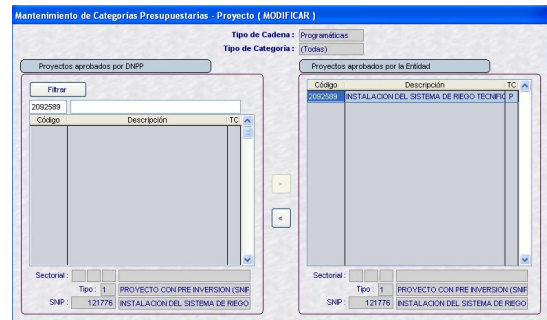 Mantenimiento de Categorías Presupuestarias - Proyecto ( MODIFICAR )
Tipo de Cadena : Programáticas
Tipo de Categoría : (Todas)
Proyectos aprobados por DNPP
Filtrar
2092589
Código Descripción TC
Sectorial :
Tipo : 1 PROYECTO CON PRE INVERSION (SNIF
SNIP : 121776 INSTALACION DEL SISTEMA DE RIEGO
>
<
Proyectos aprobados por la Entidad
Código Descripción TC
2092589 INSTALACION DEL SISTEMA DE RIEGO TECNIFIC P
Sectorial :
Tipo : 1 PROYECTO CON PRE INVERSION (SNIF
SNIP : 121776 INSTALACION DEL SISTEMA DE RIEGO